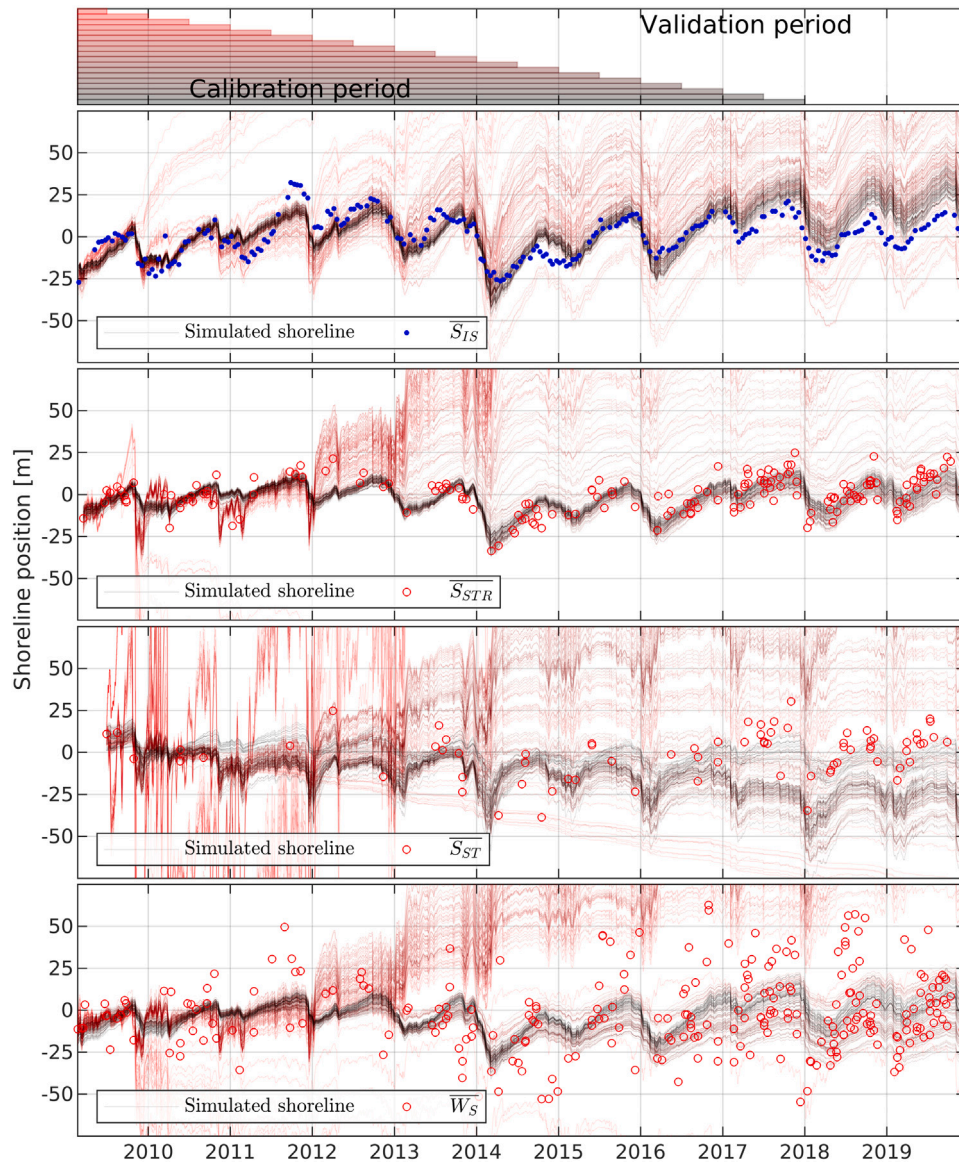 Validation period
Calibration period
Shoreline position [m]
50
25
0
-25
-50
Simulated shoreline S_IS
50
25
0
-25
-50
Simulated shoreline S_STR
50
25
0
-25
-50
Simulated shoreline S_ST
50
25
0
-25
-50
Simulated shoreline W_S
2010 2011 2012 2013 2014 2015 2016 2017 2018 2019